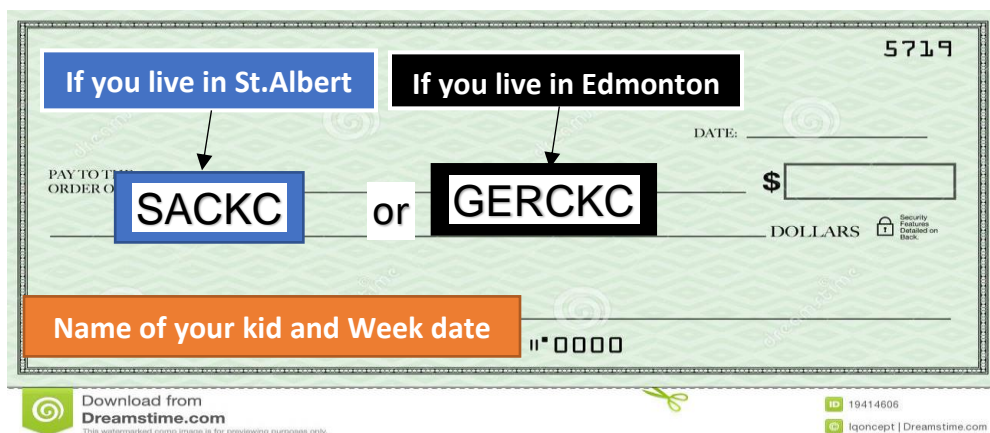 5719
If you live in St.Albert
If you live in Edmonton
DATE:
PAY TO THE
ORDER O
SACKC
or
GERCKC
$
DOLLARS
Security
Features
Detailed on
Back.
Name of your kid and Week date
⑈0000
Download from
Dreamstime.com
This watermarked comp image is for previewing purposes only.
ID 19414606
© Iqoncept | Dreamstime.com